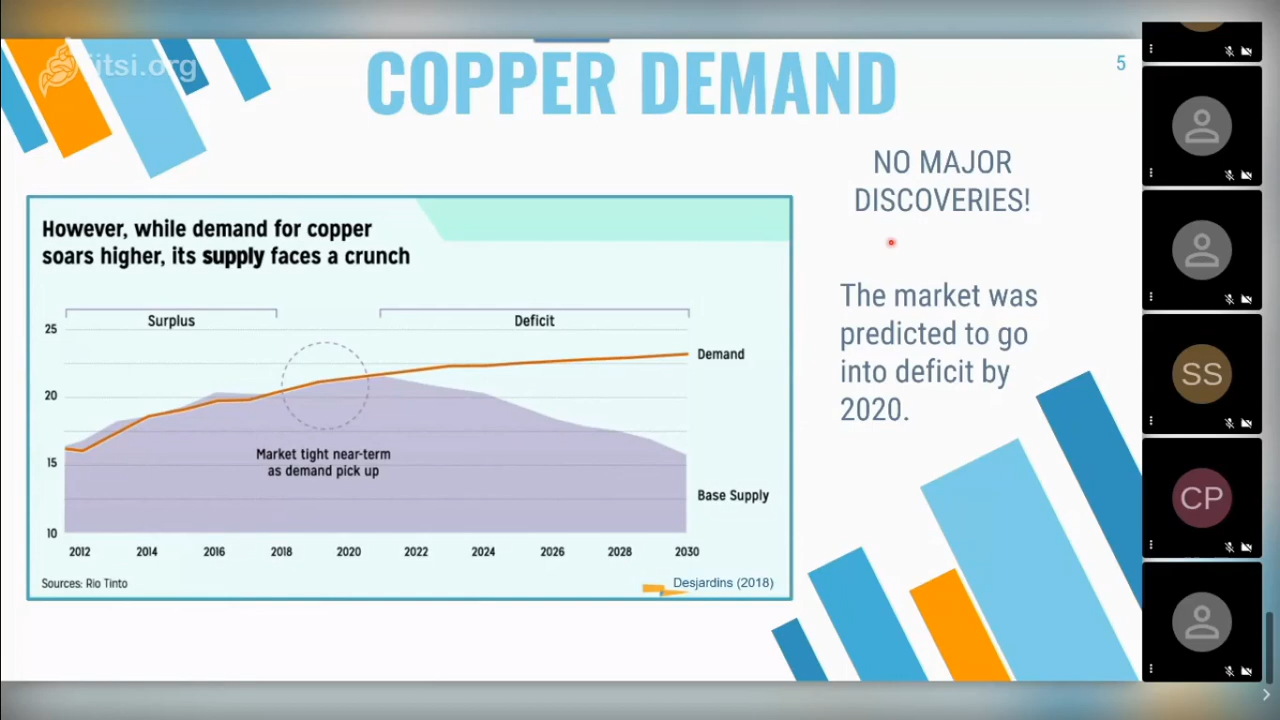 jitsi.org
COPPER DEMAND
5
NO MAJOR
DISCOVERIES!
However, while demand for copper
soars higher, its supply faces a crunch
The market was
predicted to go
into deficit by
2020.
Surplus
Deficit
25
20
15
10
Demand
Market tight near-term
as demand pick up
Base Supply
2012 2014 2016 2018 2020 2022 2024 2026 2028 2030
Sources: Rio Tinto
Desjardins (2018)
SS
CP